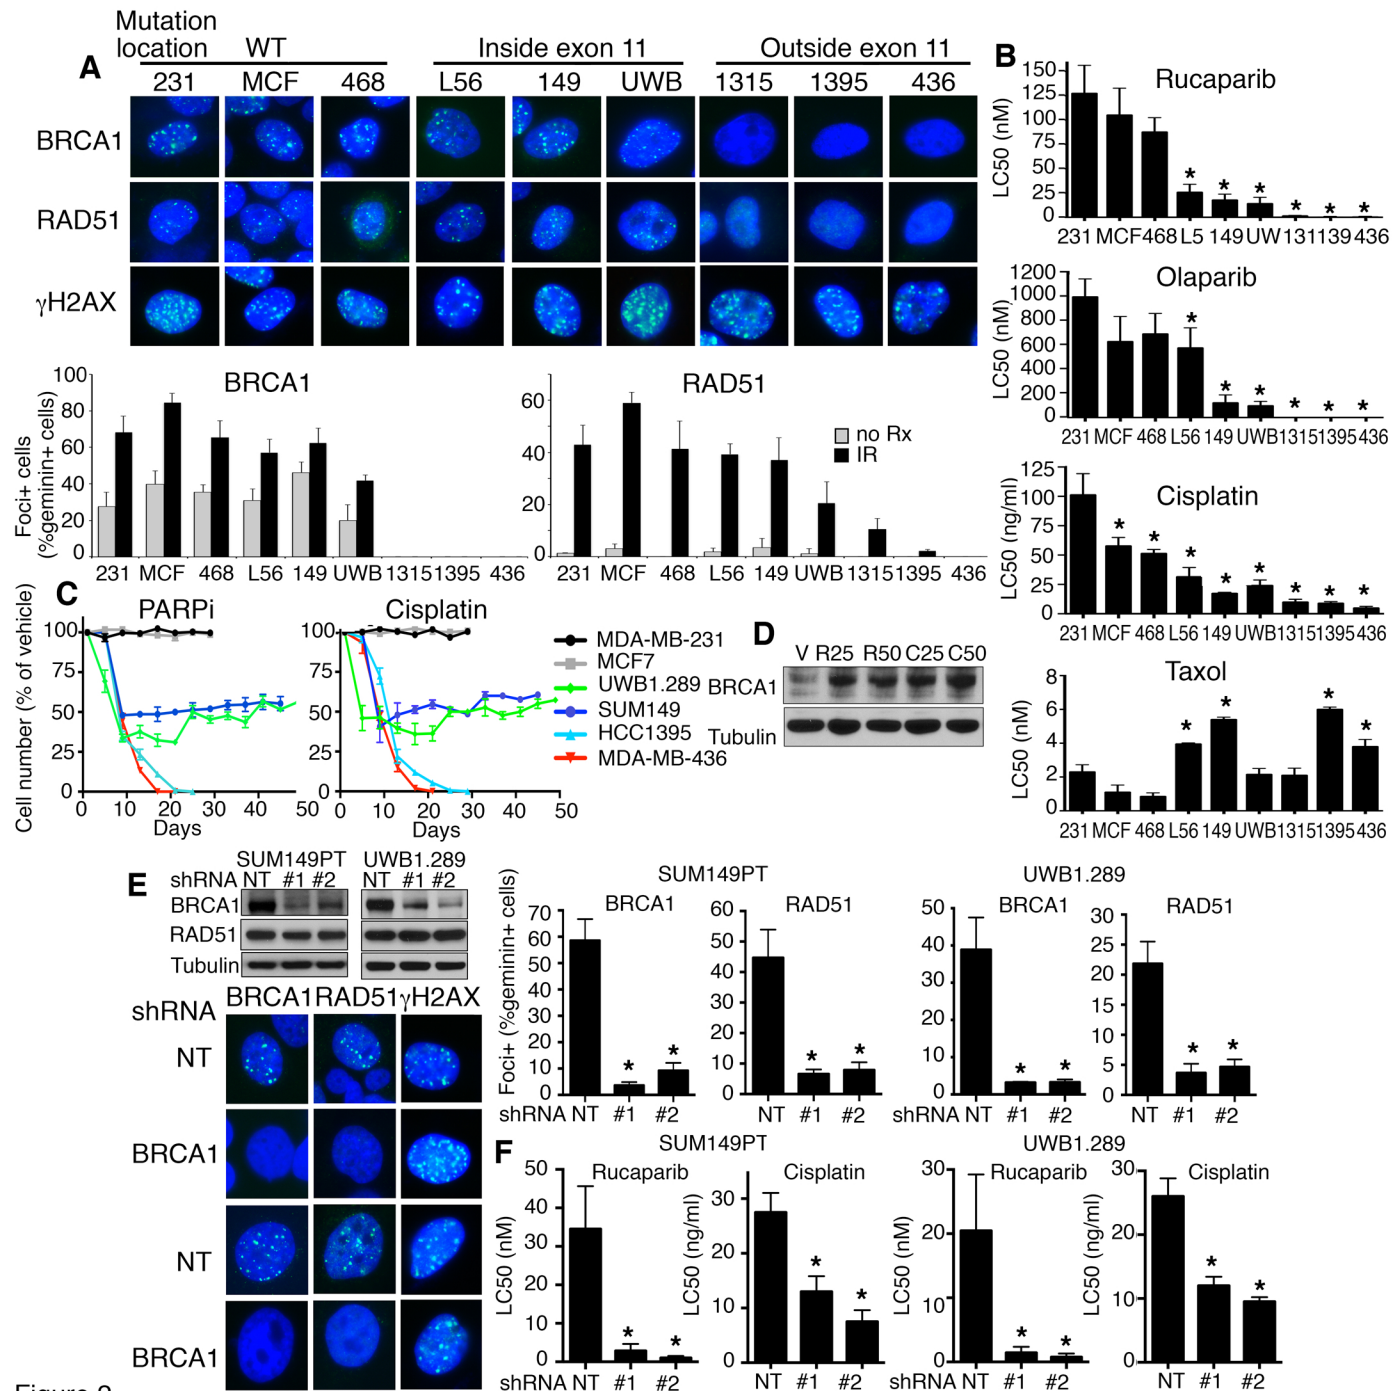 Mutation
location WT Inside exon 11 Outside exon 11
A 231 MCF 468 L56 149 UWB 1315 1395 436
BRCA1
RAD51
γH2AX
BRCA1
Foci+ cells
(%geminin+ cells)
100
80
60
40
20
0
231 MCF 468 L56 149 UWB 1315 1395 436
RAD51
60
40
20
0
no Rx
IR
231 MCF 468 L56 149 UWB 1315 1395 436
B
Rucaparib
LC50 (nM)
150
125
100
75
50
25
0
* * * * * *
231 MCF 468 L5 149 UW 131 139 436
Olaparib
LC50 (nM)
1200
1000
800
600
400
200
0
* * * * * *
231 MCF 468 L56 149 UWB 1315 1395 436
Cisplatin
LC50 (ng/ml)
125
100
75
50
25
0
* * * * * * * *
231 MCF 468 L56 149 UWB 1315 1395 436
Taxol
LC50 (nM)
8
6
4
2
0
* * * *
231 MCF 468 L56 149 UWB 1315 1395 436
C
PARPi
Cell number (% of vehicle)
100
75
50
25
0
0 10 20 30 40 50
Days
Cisplatin
100
75
50
25
0
0 10 20 30 40 50
Days
MDA-MB-231
MCF7
UWB1.289
SUM149
HCC1395
MDA-MB-436
D
V R25 R50 C25 C50
BRCA1
Tubulin
E
SUM149PT UWB1.289
shRNA NT #1 #2 NT #1 #2
BRCA1
RAD51
Tubulin
shRNA BRCA1 RAD51 γH2AX
NT
BRCA1
NT
BRCA1
SUM149PT
Foci+ (%geminin+ cells)
BRCA1
70
60
50
40
30
20
10
0
* *
shRNA NT #1 #2
RAD51
60
50
40
30
20
10
0
* *
NT #1 #2
UWB1.289
BRCA1
50
40
30
20
10
0
* *
shRNA NT #1 #2
RAD51
30
25
20
15
10
5
0
* *
NT #1 #2
F
SUM149PT
Rucaparib
LC50 (nM)
50
40
30
20
10
0
* *
shRNA NT #1 #2
Cisplatin
LC50 (ng/ml)
30
20
10
0
* *
NT #1 #2
UWB1.289
Rucaparib
LC50 (nM)
30
20
10
0
* *
shRNA NT #1 #2
Cisplatin
LC50 (ng/ml)
30
20
10
0
* *
NT #1 #2